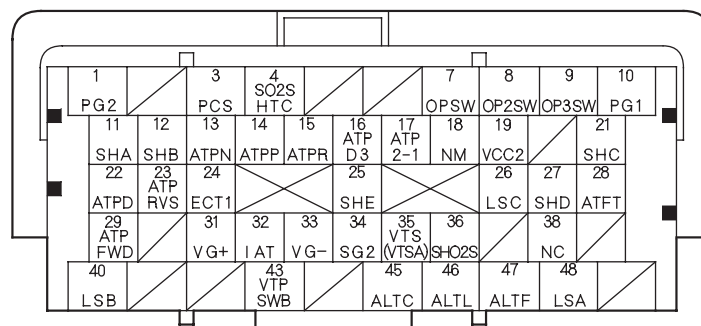 1 3 4 7 8 9 10
SO2S
PG2 PCS HTC OPSW OP2SW OP3SW PG1
11 12 13 14 15 16 17 18 19 21
ATP ATP
SHA SHB ATPN ATPP ATPR D3 2-1 NM VCC2 SHC
22 23 24 25 26 27 28
ATP
ATPD RVS ECT1 SHE LSC SHD ATFT
29 31 32 33 34 35 36 38
ATP VTS
FWD VG+ IAT VG- SG2 (VTSA) SHO2S NC
40 43 45 46 47 48
VTP
LSB SWB ALTC ALTL ALTF LSA